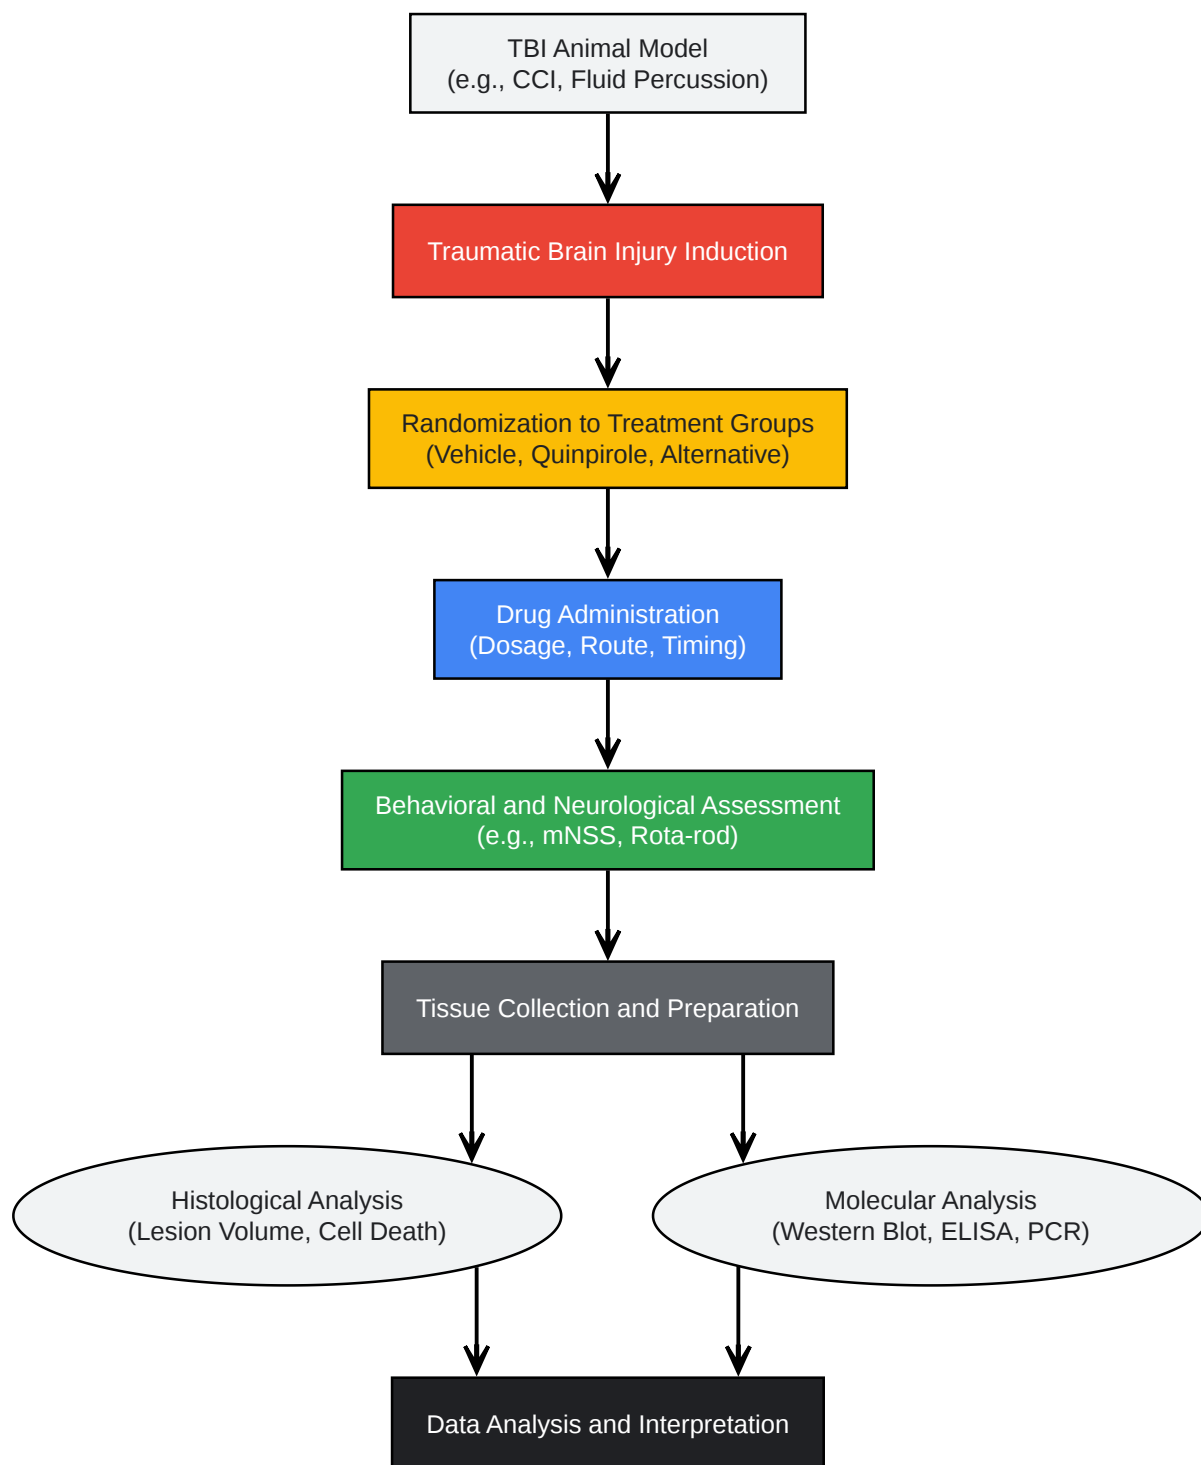 TBI Animal Model
(e.g., CCI, Fluid Percussion)
Traumatic Brain Injury Induction
Randomization to Treatment Groups
(Vehicle, Quinpirole, Alternative)
Drug Administration
(Dosage, Route, Timing)
Behavioral and Neurological Assessment
(e.g., mNSS, Rota-rod)
Tissue Collection and Preparation
Histological Analysis
(Lesion Volume, Cell Death)
Molecular Analysis
(Western Blot, ELISA, PCR)
Data Analysis and Interpretation